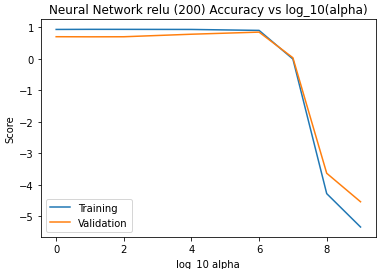 Neural Network relu (200) Accuracy vs log_10(alpha)
1
0
−1
−2
−3
−4
−5
Score
Training
Validation
0 2 4 6 8
log_10 alpha